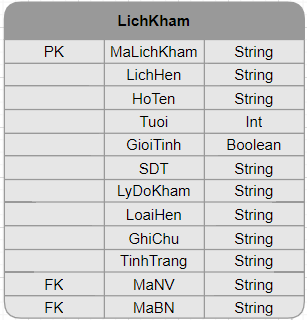 LichKham
PK MaLichKham String
LichHen String
HoTen String
Tuoi Int
GioiTinh Boolean
SDT String
LyDoKham String
LoaiHen String
GhiChu String
TinhTrang String
FK MaNV String
FK MaBN String